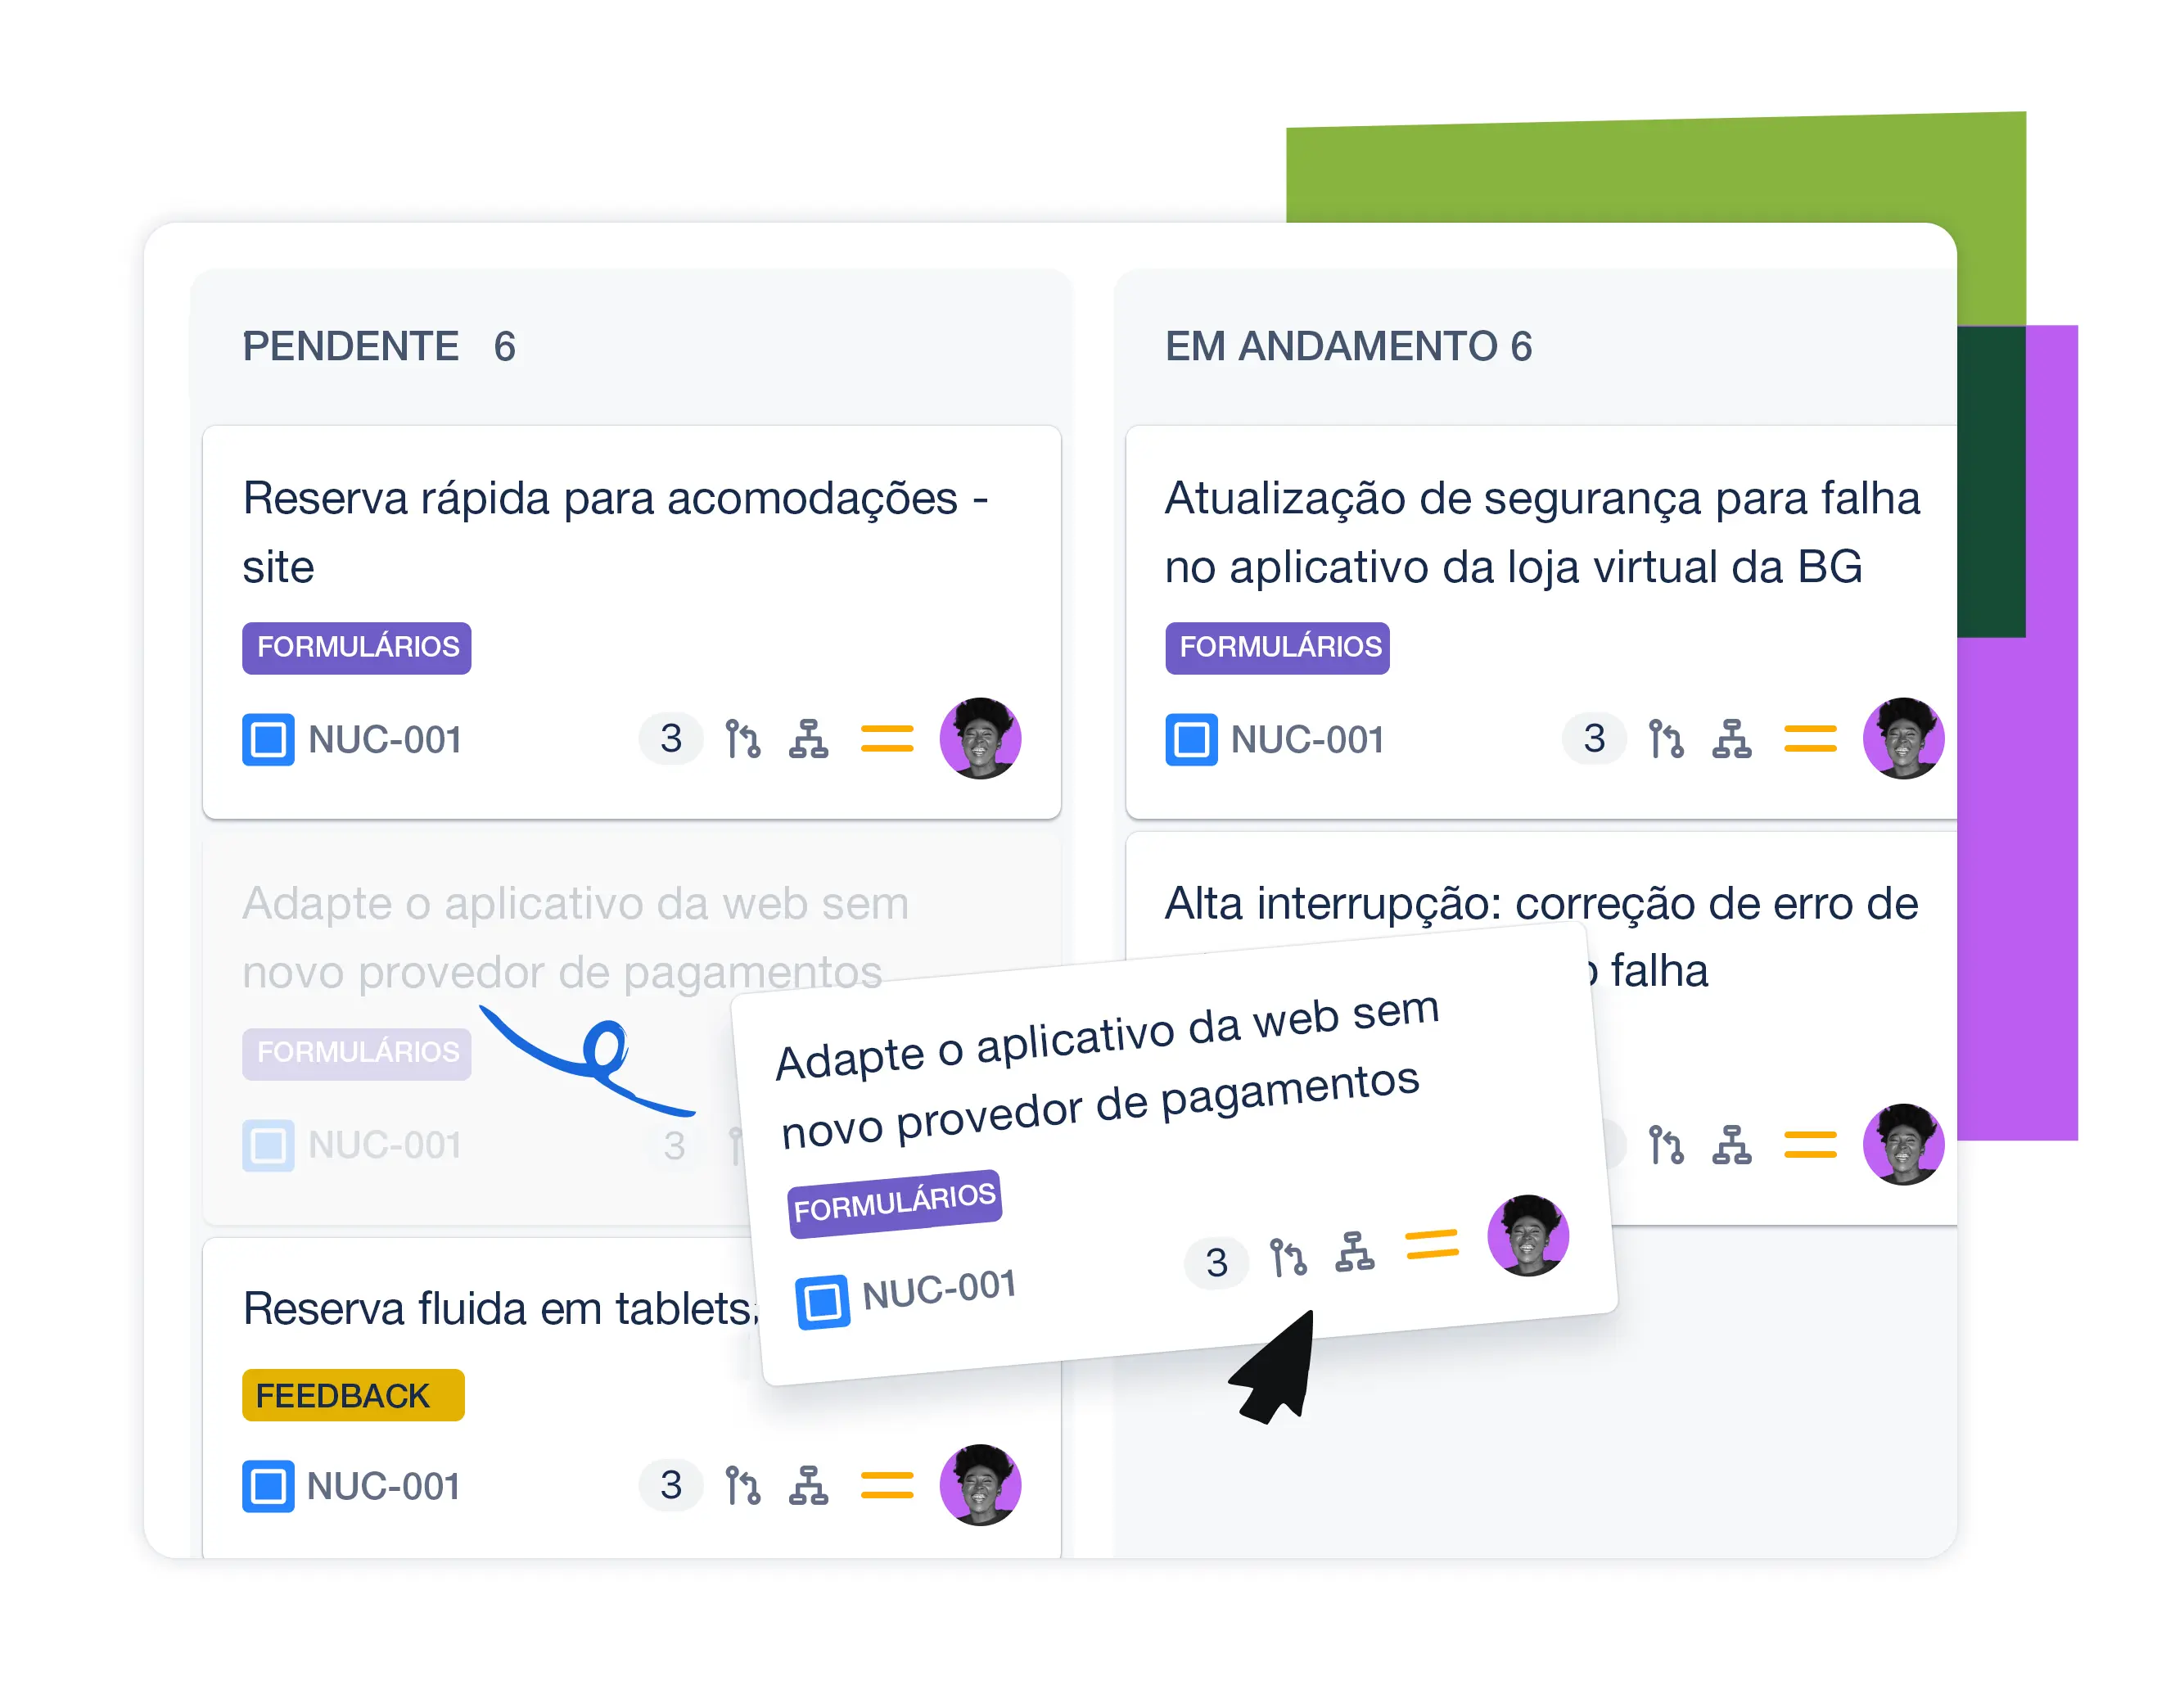 PENDENTE 6
Reserva rápida para acomodações -
site
FORMULÁRIOS
NUC-001
3
Adapte o aplicativo da web sem
novo provedor de pagamentos
FORMULÁRIOS
NUC-001
3
Reserva fluida em tablets
FEEDBACK
NUC-001
3
EM ANDAMENTO 6
Atualização de segurança para falha
no aplicativo da loja virtual da BG
FORMULÁRIOS
NUC-001
3
Alta interrupção: correção de erro de
falha
Adapte o aplicativo da web sem
novo provedor de pagamentos
FORMULÁRIOS
NUC-001
3